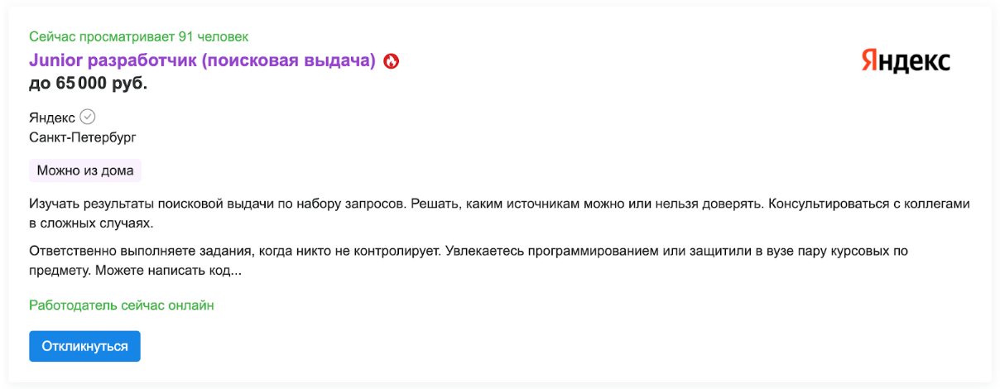 Сейчас просматривает 91 человек
Junior разработчик (поисковая выдача)
до 65 000 руб.
Яндекс
Яндекс
Санкт-Петербург
Можно из дома
Изучать результаты поисковой выдачи по набору запросов. Решать, каким источникам можно или нельзя доверять. Консультироваться с коллегами
в сложных случаях.
Ответственно выполняете задания, когда никто не контролирует. Увлекаетесь программированием или защитили в вузе пару курсовых по
предмету. Можете написать код...
Работодатель сейчас онлайн
Откликнуться